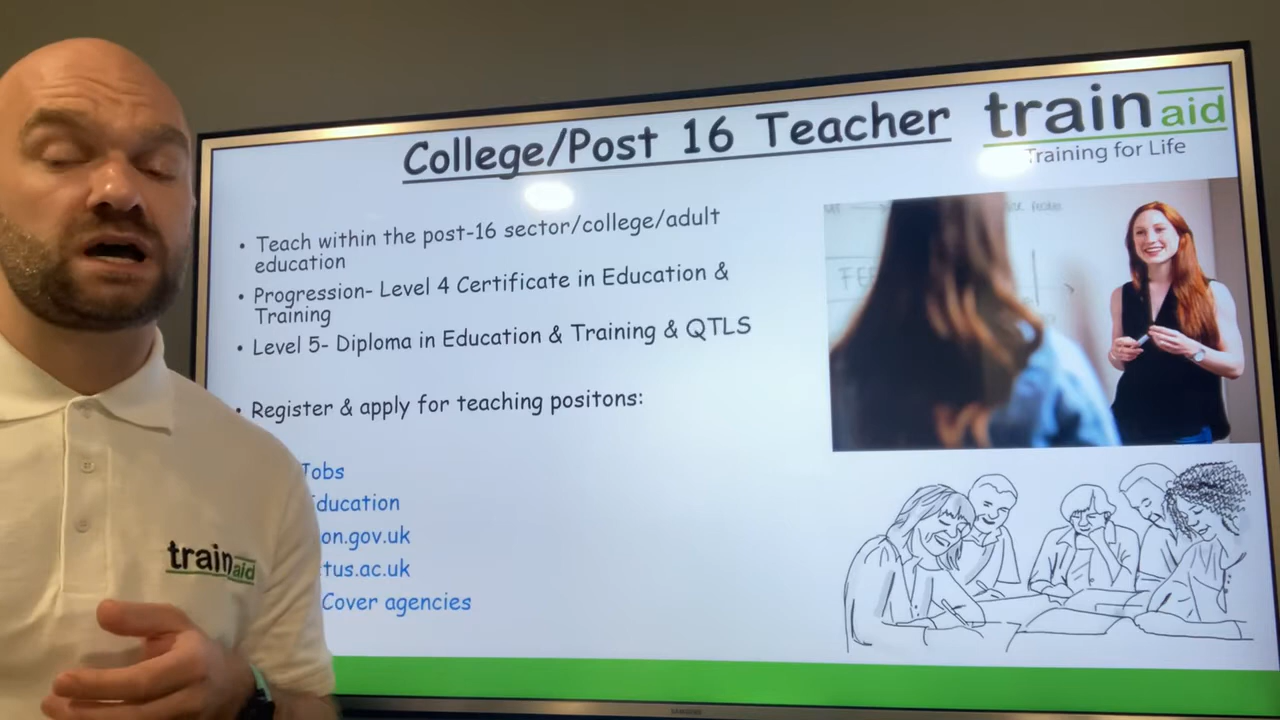 College/Post 16 Teacher
train aid
Training for Life
• Teach within the post-16 sector/college/adult
education
• Progression- Level 4 Certificate in Education &
Training
• Level 5- Diploma in Education & Training & QTLS
• Register & apply for teaching positons:
Jobs
Education
on.gov.uk
tus.ac.uk
Cover agencies
train aid
SAMSUNG